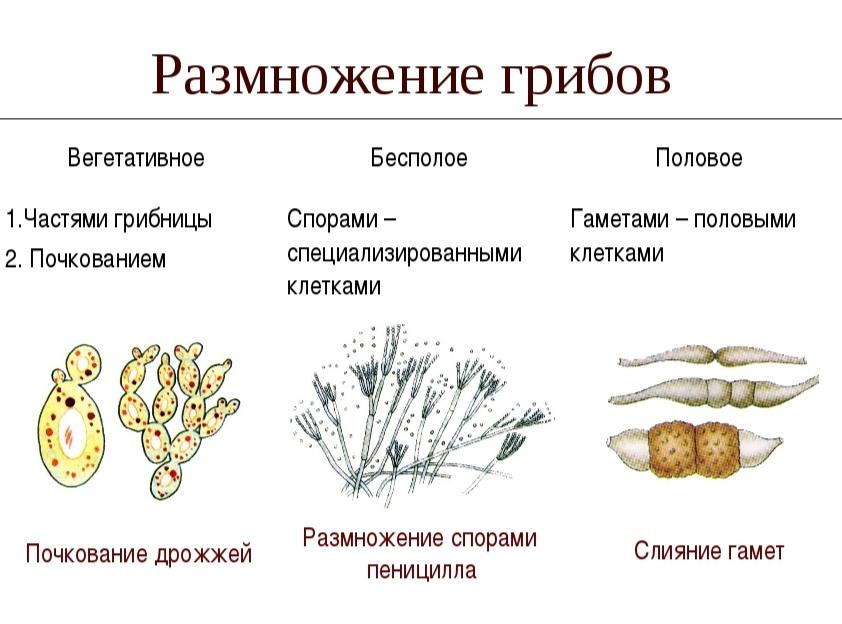 Размножение грибов
Вегетативное
Бесполое
Половое
1.Частями грибницы
2. Почкованием
Спорами –
специализированными
клетками
Гаметами – половыми
клетками
Почкование дрожжей
Размножение спорами
пеницилла
Слияние гамет